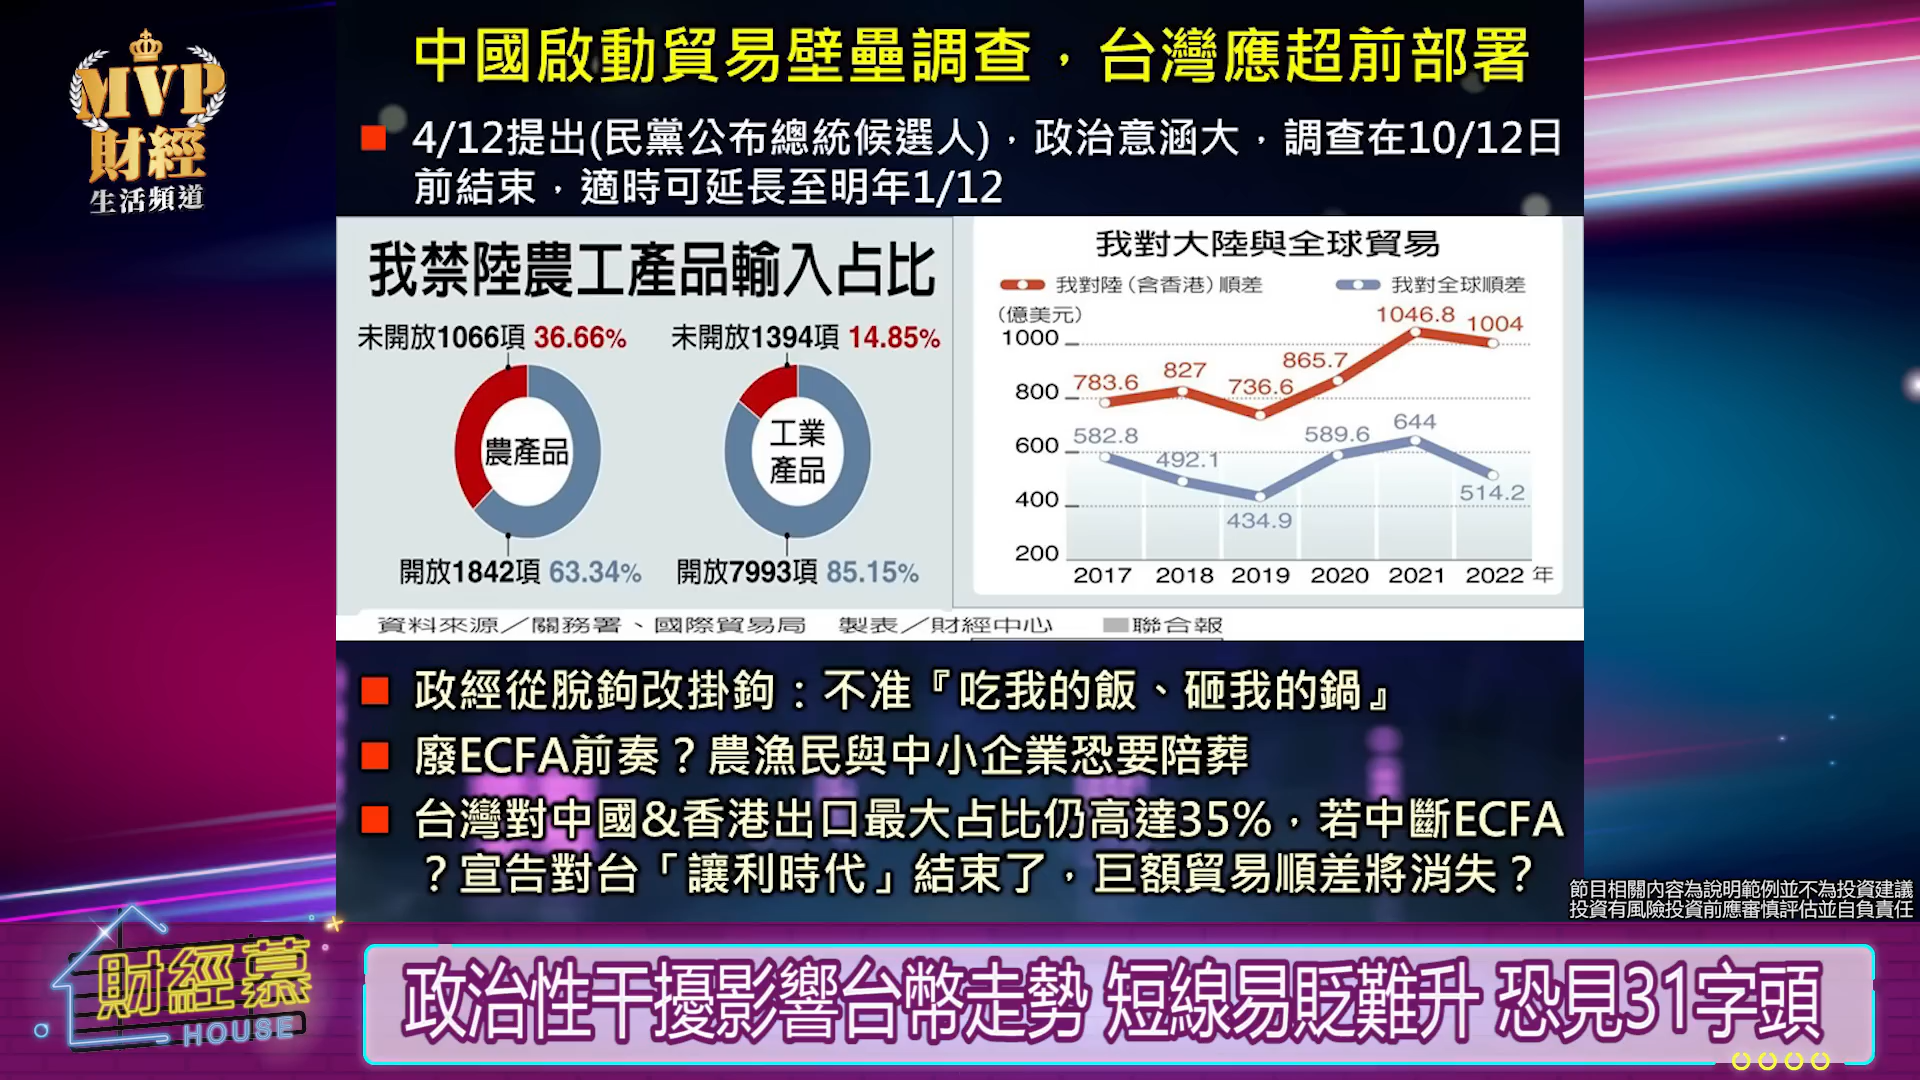 MVP
財經
生活頻道
中國啟動貿易壁壘調查，台灣應超前部署
4/12提出(民黨公布總統候選人)，政治意涵大，調查在10/12日
前結束，適時可延長至明年1/12
我禁陸農工產品輸入占比
未開放1066項 36.66%
未開放1394項 14.85%
農產品
工業
產品
開放1842項 63.34%
開放7993項 85.15%
我對大陸與全球貿易
我對陸(含香港)順差
我對全球順差
(億美元)
1000
800
600
400
200
783.6
827
736.6
865.7
1046.8
1004
582.8
492.1
434.9
589.6
644
514.2
2017 2018 2019 2020 2021 2022 年
資料來源／關務署、國際貿易局 製表／財經中心 聯合報
政經從脫鉤改掛鉤：不准『吃我的飯、砸我的鍋』
廢ECFA前奏？農漁民與中小企業恐要陪葬
台灣對中國&香港出口最大占比仍高達35%，若中斷ECFA
？宣告對台「讓利時代」結束了，巨額貿易順差將消失？
節目相關內容為說明範例並不為投資建議
投資有風險投資前應審慎評估並自負責任
財經慕
HOUSE
政治性干擾影響台幣走勢 短線易貶難升 恐見31字頭